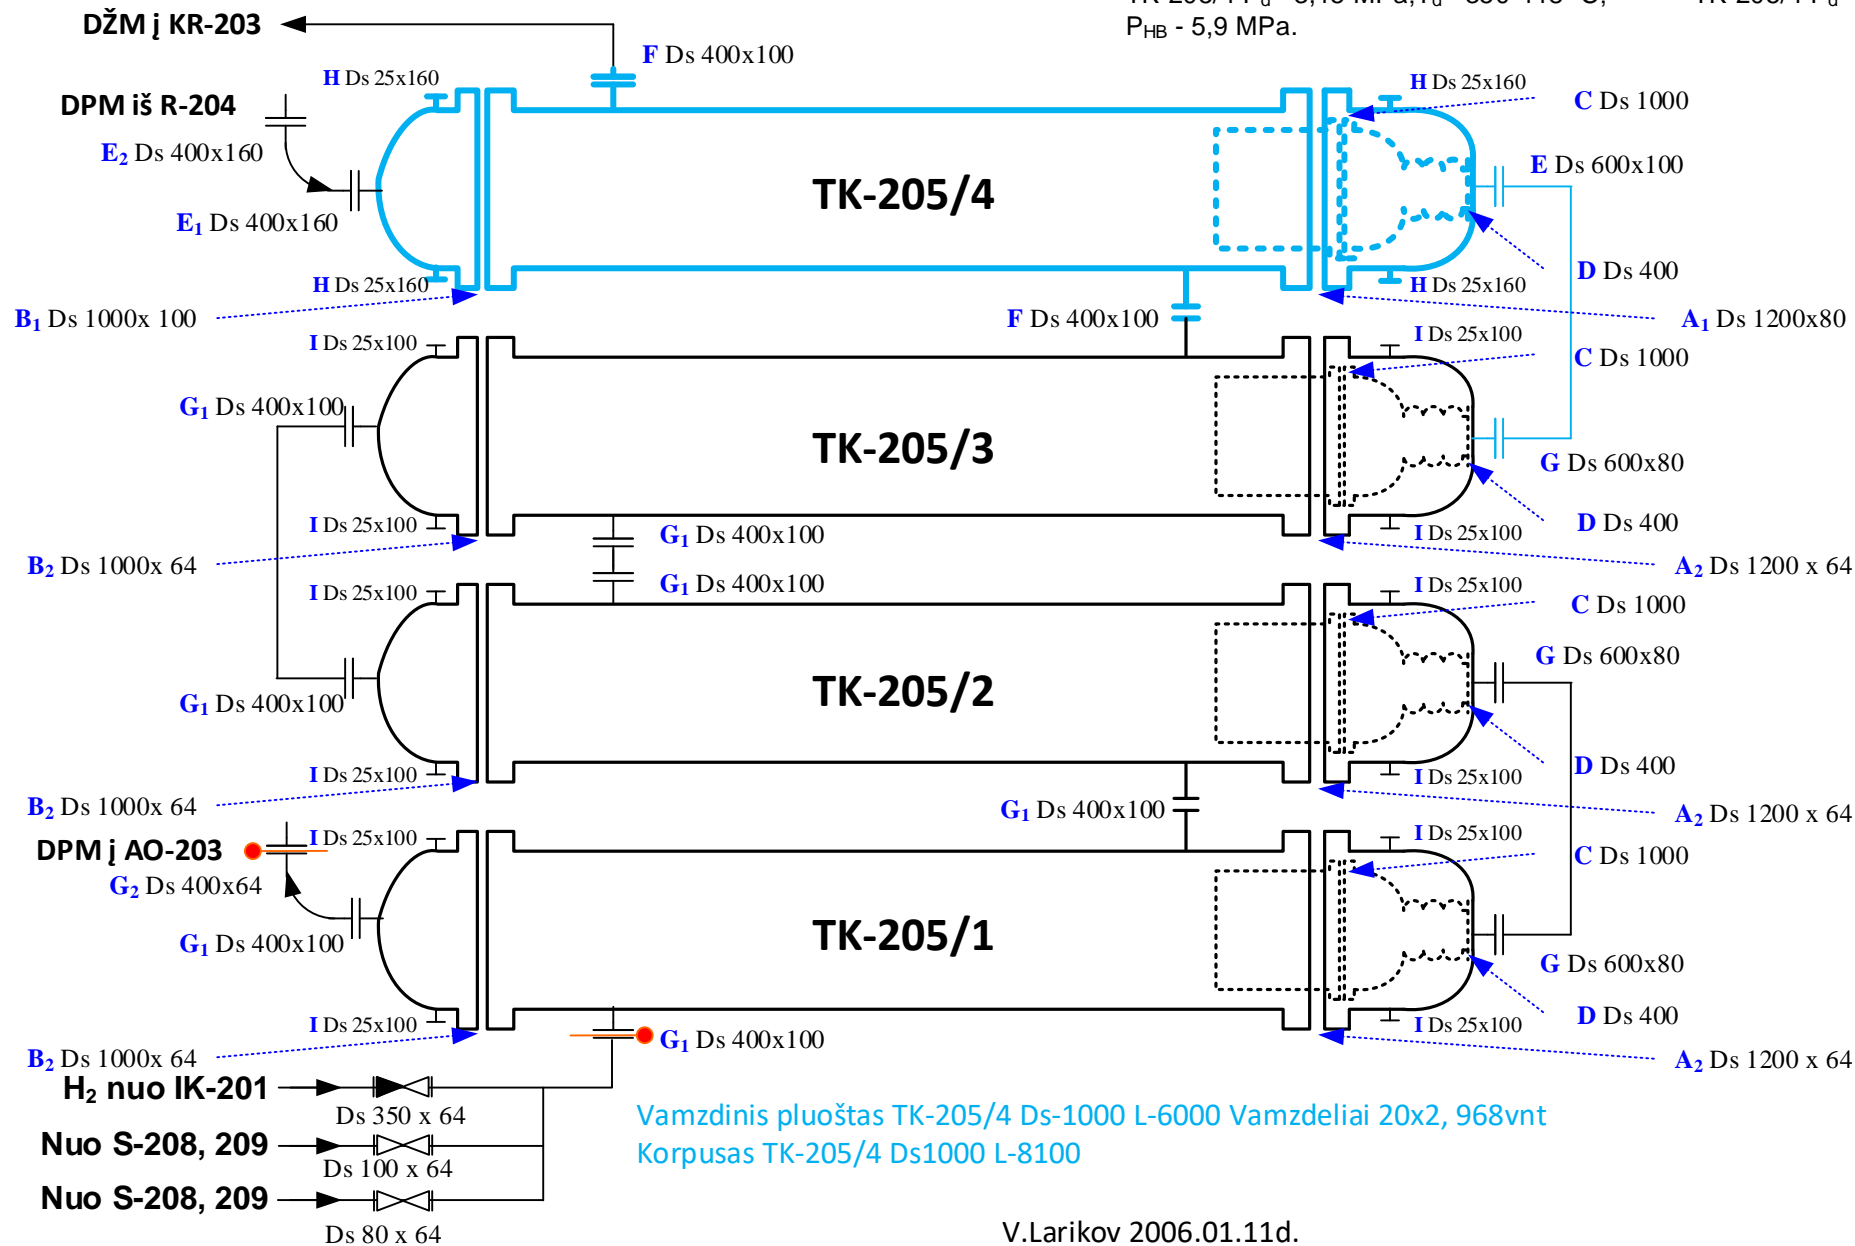 DŽM į KR-203
F Ds 400x100
P_HB - 5,9 MPa.
H Ds 25x160
H Ds 25x160
C Ds 1000
DPM iš R-204
E₂ Ds 400x160
E Ds 600x100
TK-205/4
E₁ Ds 400x160
D Ds 400
H Ds 25x160
H Ds 25x160
B₁ Ds 1000x 100
F Ds 400x100
A₁ Ds 1200x80
I Ds 25x100
I Ds 25x100
C Ds 1000
G₁ Ds 400x100
TK-205/3
G Ds 600x80
I Ds 25x100
G₁ Ds 400x100
I Ds 25x100
D Ds 400
B₂ Ds 1000x 64
A₂ Ds 1200 x 64
I Ds 25x100
G₁ Ds 400x100
I Ds 25x100
C Ds 1000
G Ds 600x80
TK-205/2
G₁ Ds 400x100
D Ds 400
I Ds 25x100
I Ds 25x100
B₂ Ds 1000x 64
G₁ Ds 400x100
A₂ Ds 1200 x 64
I Ds 25x100
I Ds 25x100
DPM į AO-203
C Ds 1000
G₂ Ds 400x64
TK-205/1
G₁ Ds 400x100
G Ds 600x80
D Ds 400
I Ds 25x100
I Ds 25x100
G₁ Ds 400x100
B₂ Ds 1000x 64
A₂ Ds 1200 x 64
H₂ nuo IK-201
Ds 350 x 64
Vamzdinis pluoštas TK-205/4 Ds-1000 L-6000 Vamzdeliai 20x2, 968vnt
Nuo S-208, 209
Korpusas TK-205/4 Ds1000 L-8100
Ds 100 x 64
Nuo S-208, 209
Ds 80 x 64
V.Larikov 2006.01.11d.